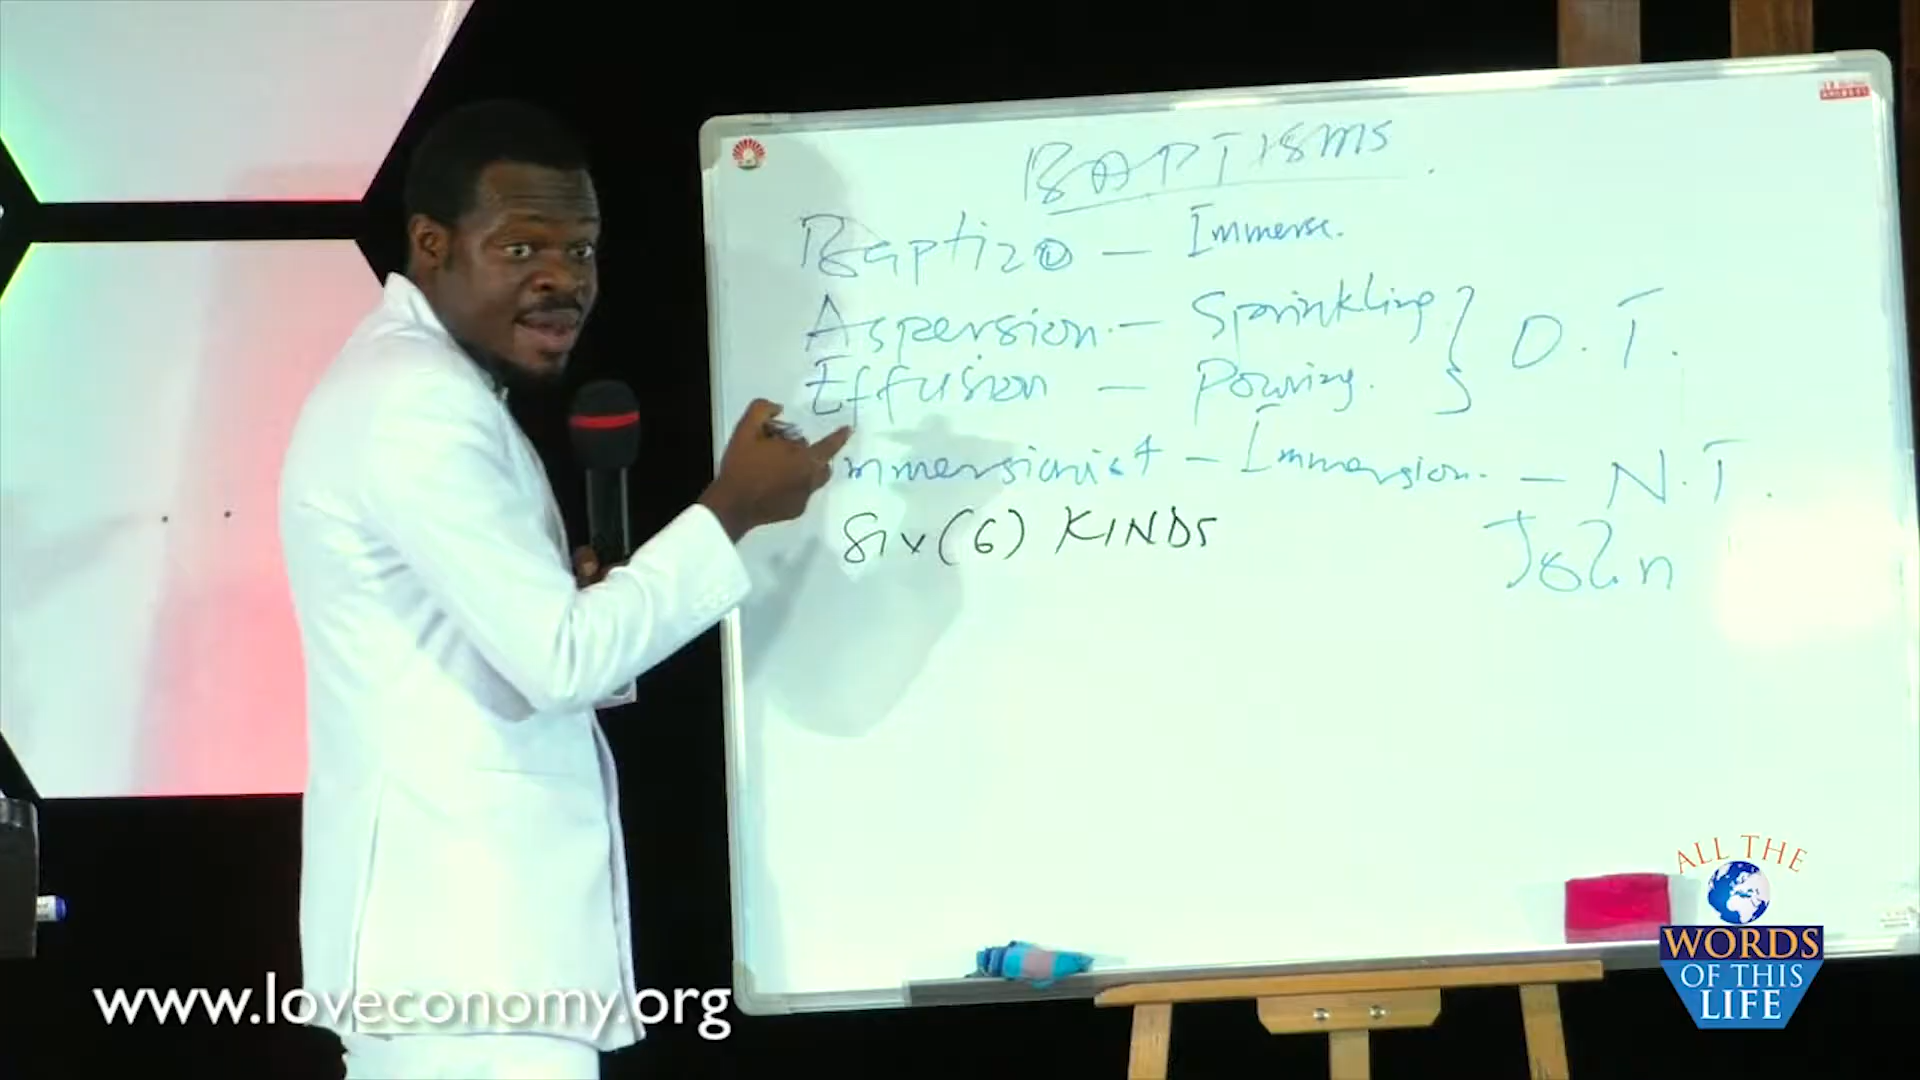 BAPTISMS
Baptizo — Immerse.
Aspersion — Sprinkling } O.T.
Effusion — Pouring.
Immersionist — Immersion. — N.T.
Six (6) KINDS
John
ALL THE
WORDS
OF THIS
LIFE
www.loveconomy.org